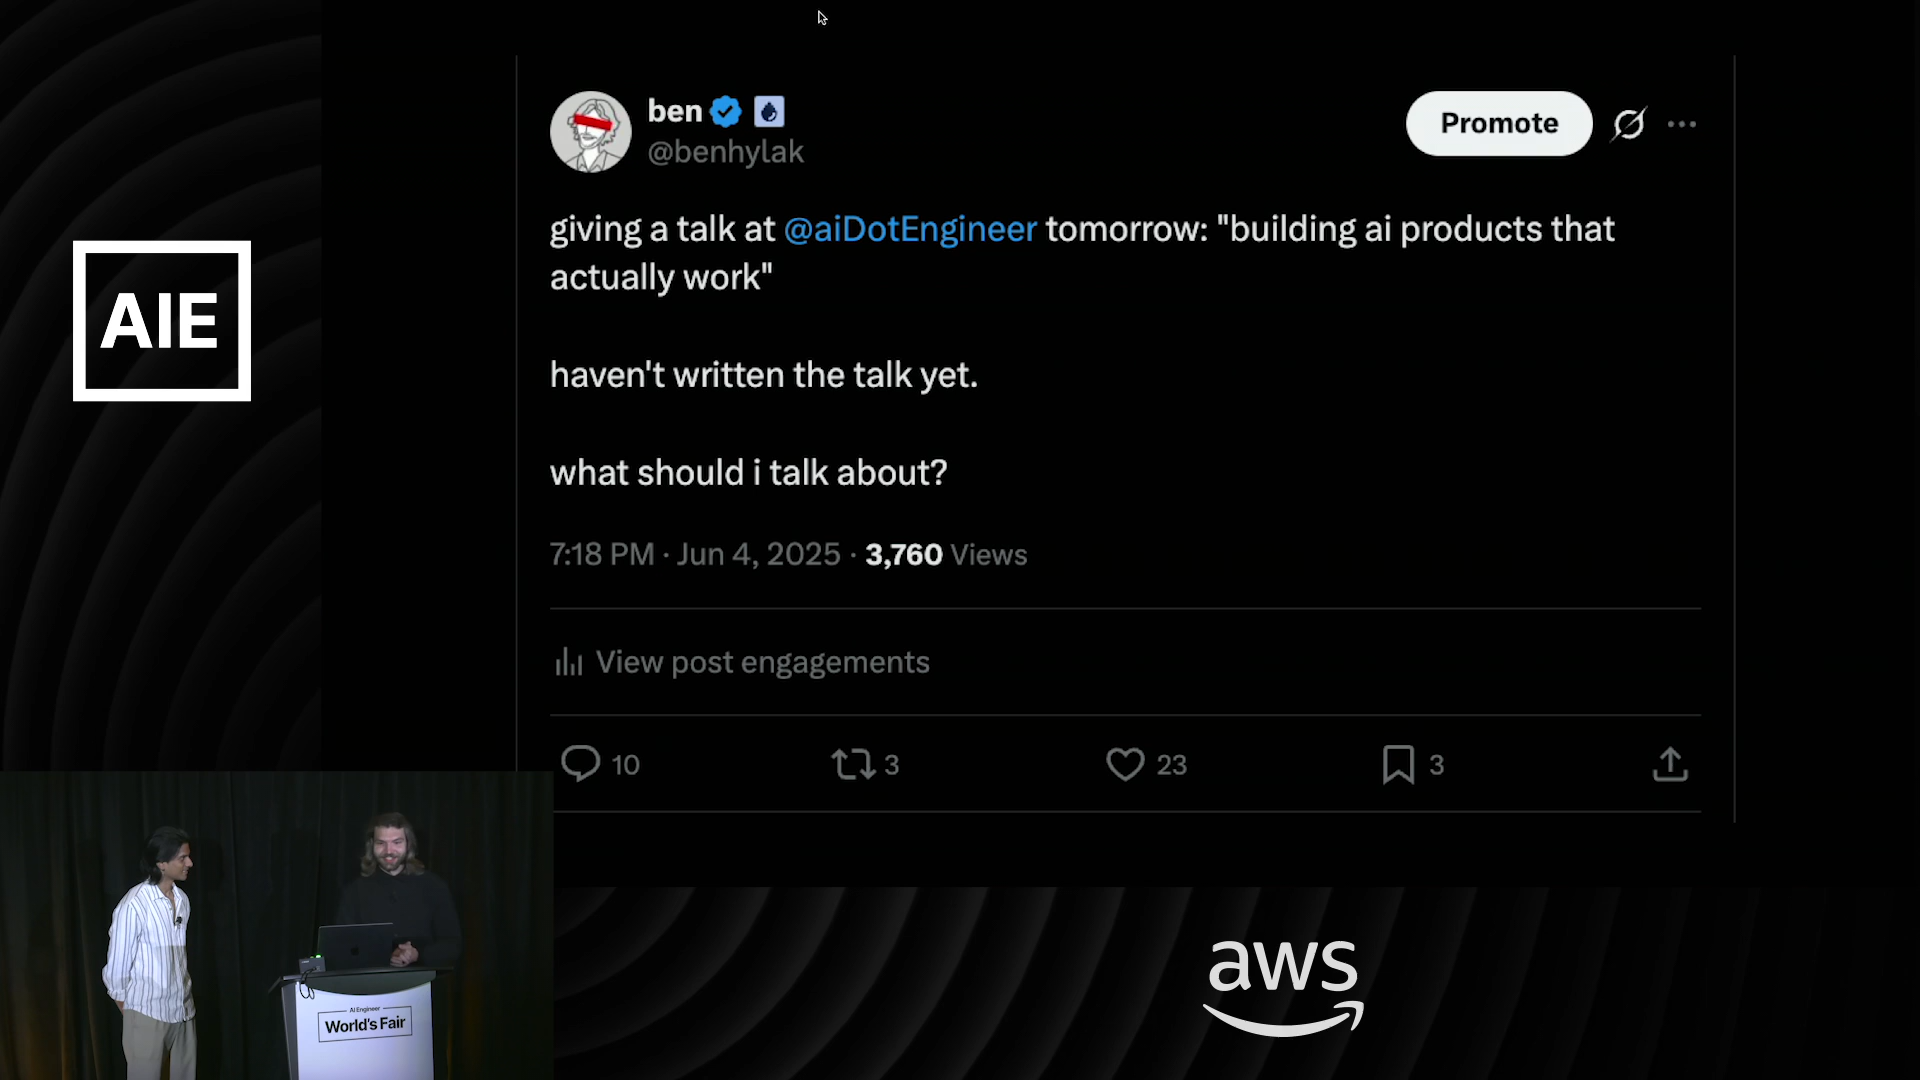 AIE
ben
@benhylak
Promote
giving a talk at @aiDotEngineer tomorrow: "building ai products that
actually work"
haven't written the talk yet.
what should i talk about?
7:18 PM · Jun 4, 2025 · 3,760 Views
View post engagements
10
3
23
3
AI Engineer
World's Fair
aws